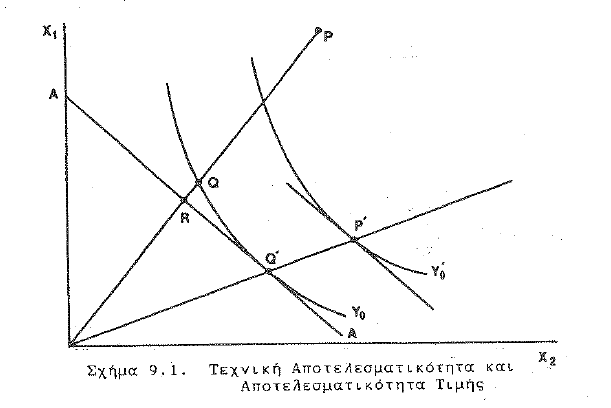 X₁
P
A
Q
R
P′
Q′
Y₀′
Y₀
A
X₂
Σχήμα 9.1. Τεχνική Αποτελεσματικότητα και
Αποτελεσματικότητα Τιμής